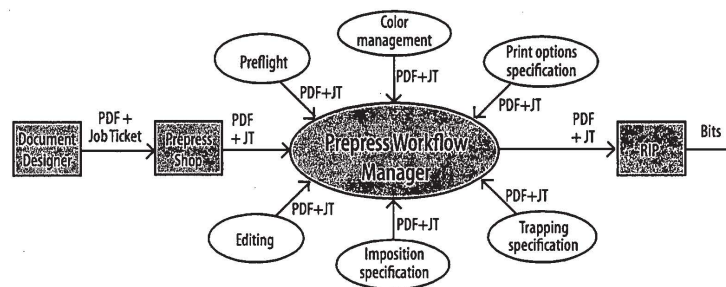 Color
management
Preflight
PDF+JT
Print options
specification
PDF+JT
PDF+JT
PDF +
Job Ticket
PDF
+ JT
PDF
+ JT
Bits
Document
Designer
Prepress
Shop
Prepress Workflow
Manager
RIP
PDF+JT
PDF+JT
PDF+JT
Editing
Imposition
specification
Trapping
specification